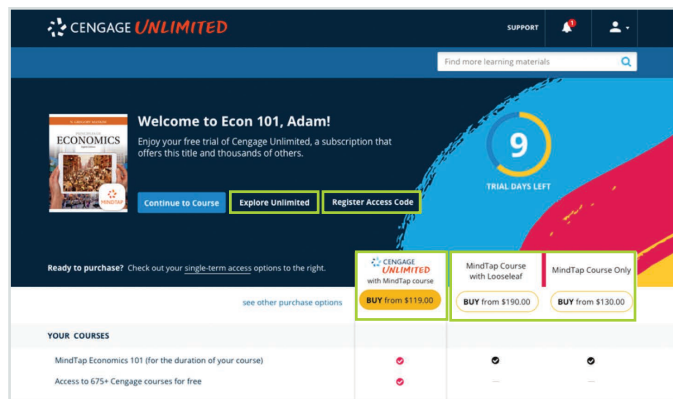 CENGAGE UNLIMITED
SUPPORT
Find more learning materials
ECONOMICS
MINDTAP
Welcome to Econ 101, Adam!
Enjoy your free trial of Cengage Unlimited, a subscription that
offers this title and thousands of others.
Continue to Course
Explore Unlimited
Register Access Code
9
TRIAL DAYS LEFT
Ready to purchase? Check out your single-term access options to the right.
see other purchase options
CENGAGE
UNLIMITED
with MindTap course
BUY from $119.00
MindTap Course
with Looseleaf
BUY from $190.00
MindTap Course Only
BUY from $130.00
YOUR COURSES
MindTap Economics 101 (for the duration of your course)
Access to 675+ Cengage courses for free